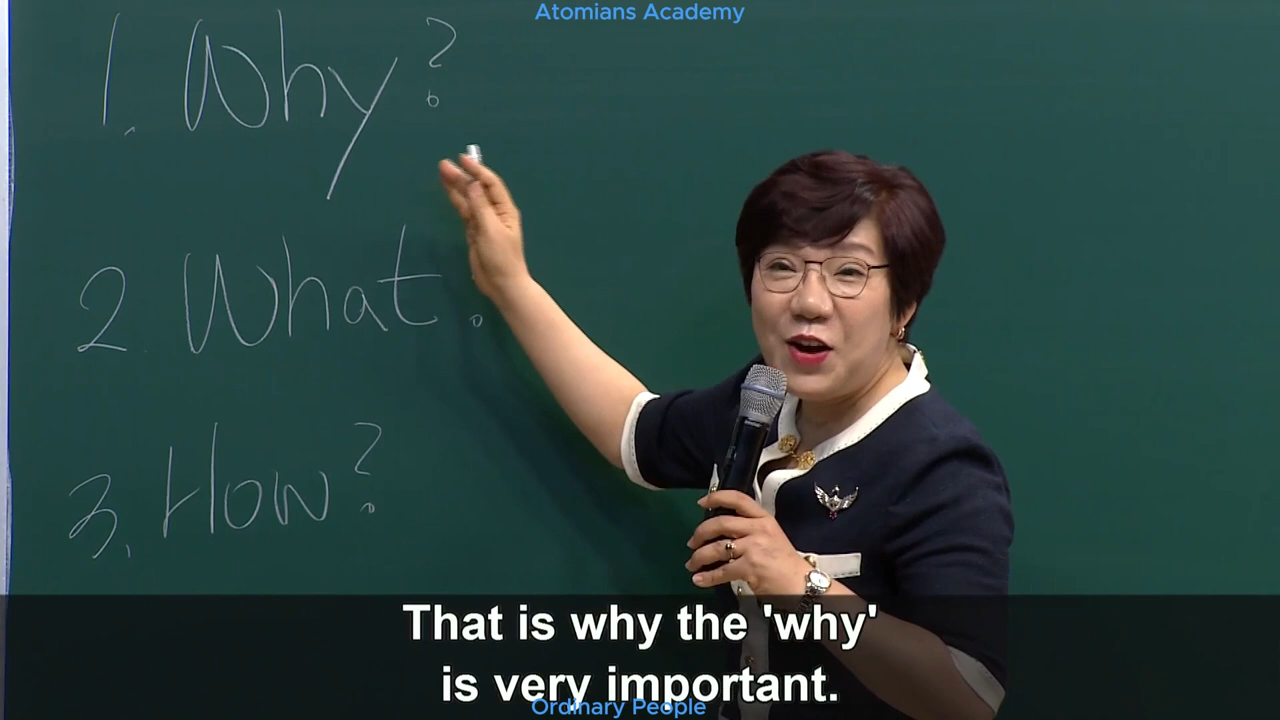 Atomians Academy
1. Why?
2 What.
3. How?
That is why the 'why'
is very important.
Ordinary People